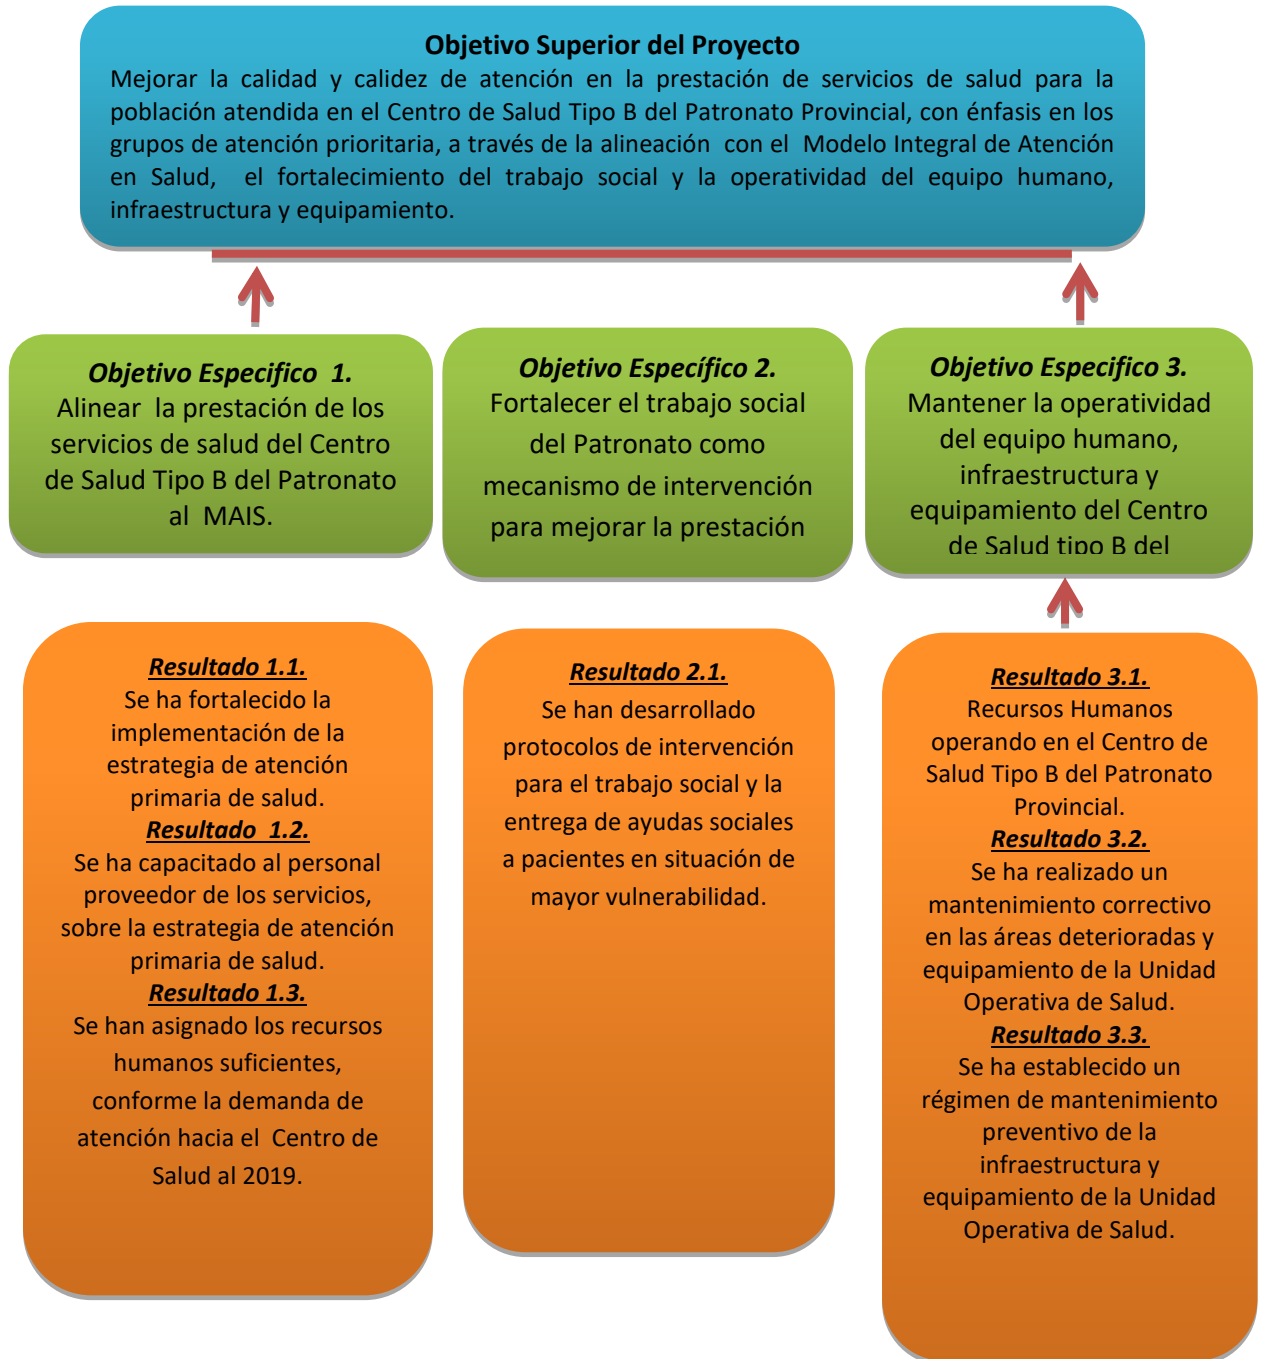 Objetivo Superior del Proyecto
Mejorar la calidad y calidez de atención en la prestación de servicios de salud para la
población atendida en el Centro de Salud Tipo B del Patronato Provincial, con énfasis en los
grupos de atención prioritaria, a través de la alineación con el Modelo Integral de Atención
en Salud, el fortalecimiento del trabajo social y la operatividad del equipo humano,
infraestructura y equipamiento.
Objetivo Especifico 1.
Alinear la prestación de los
servicios de salud del Centro
de Salud Tipo B del Patronato
al MAIS.
Objetivo Específico 2.
Fortalecer el trabajo social
del Patronato como
mecanismo de intervención
para mejorar la prestación
Objetivo Especifico 3.
Mantener la operatividad
del equipo humano,
infraestructura y
equipamiento del Centro
de Salud tipo B del
Resultado 1.1.
Se ha fortalecido la
implementación de la
estrategia de atención
primaria de salud.
Resultado 1.2.
Se ha capacitado al personal
proveedor de los servicios,
sobre la estrategia de atención
primaria de salud.
Resultado 1.3.
Se han asignado los recursos
humanos suficientes,
conforme la demanda de
atención hacia el Centro de
Salud al 2019.
Resultado 2.1.
Se han desarrollado
protocolos de intervención
para el trabajo social y la
entrega de ayudas sociales
a pacientes en situación de
mayor vulnerabilidad.
Resultado 3.1.
Recursos Humanos
operando en el Centro de
Salud Tipo B del Patronato
Provincial.
Resultado 3.2.
Se ha realizado un
mantenimiento correctivo
en las áreas deterioradas y
equipamiento de la Unidad
Operativa de Salud.
Resultado 3.3.
Se ha establecido un
régimen de mantenimiento
preventivo de la
infraestructura y
equipamiento de la Unidad
Operativa de Salud.